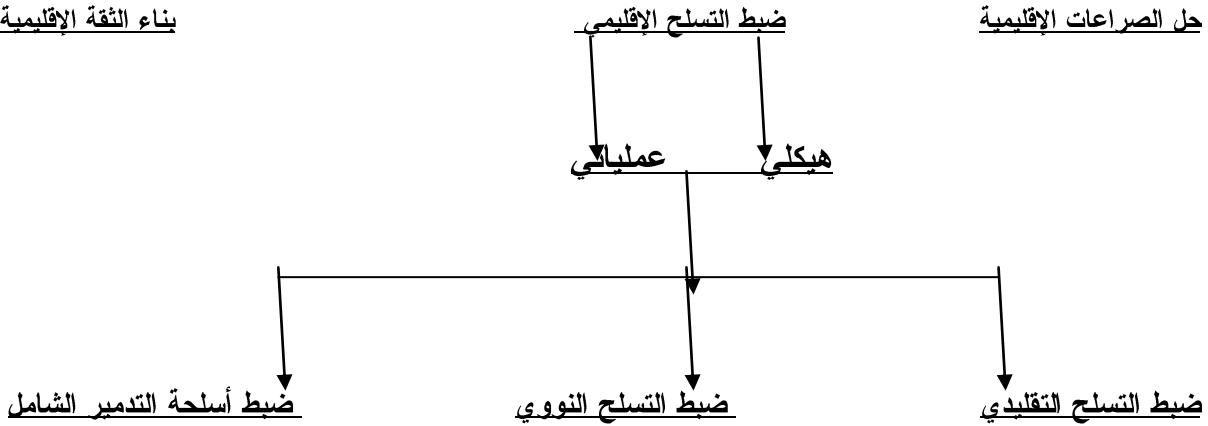 حل الصراعات الإقليمية ضبط التسلح الإقليمي بناء الثقة الإقليمية
هيكلي عملياتي
ضبط التسلح التقليدي ضبط التسلح النووي ضبط أسلحة التدمير الشامل